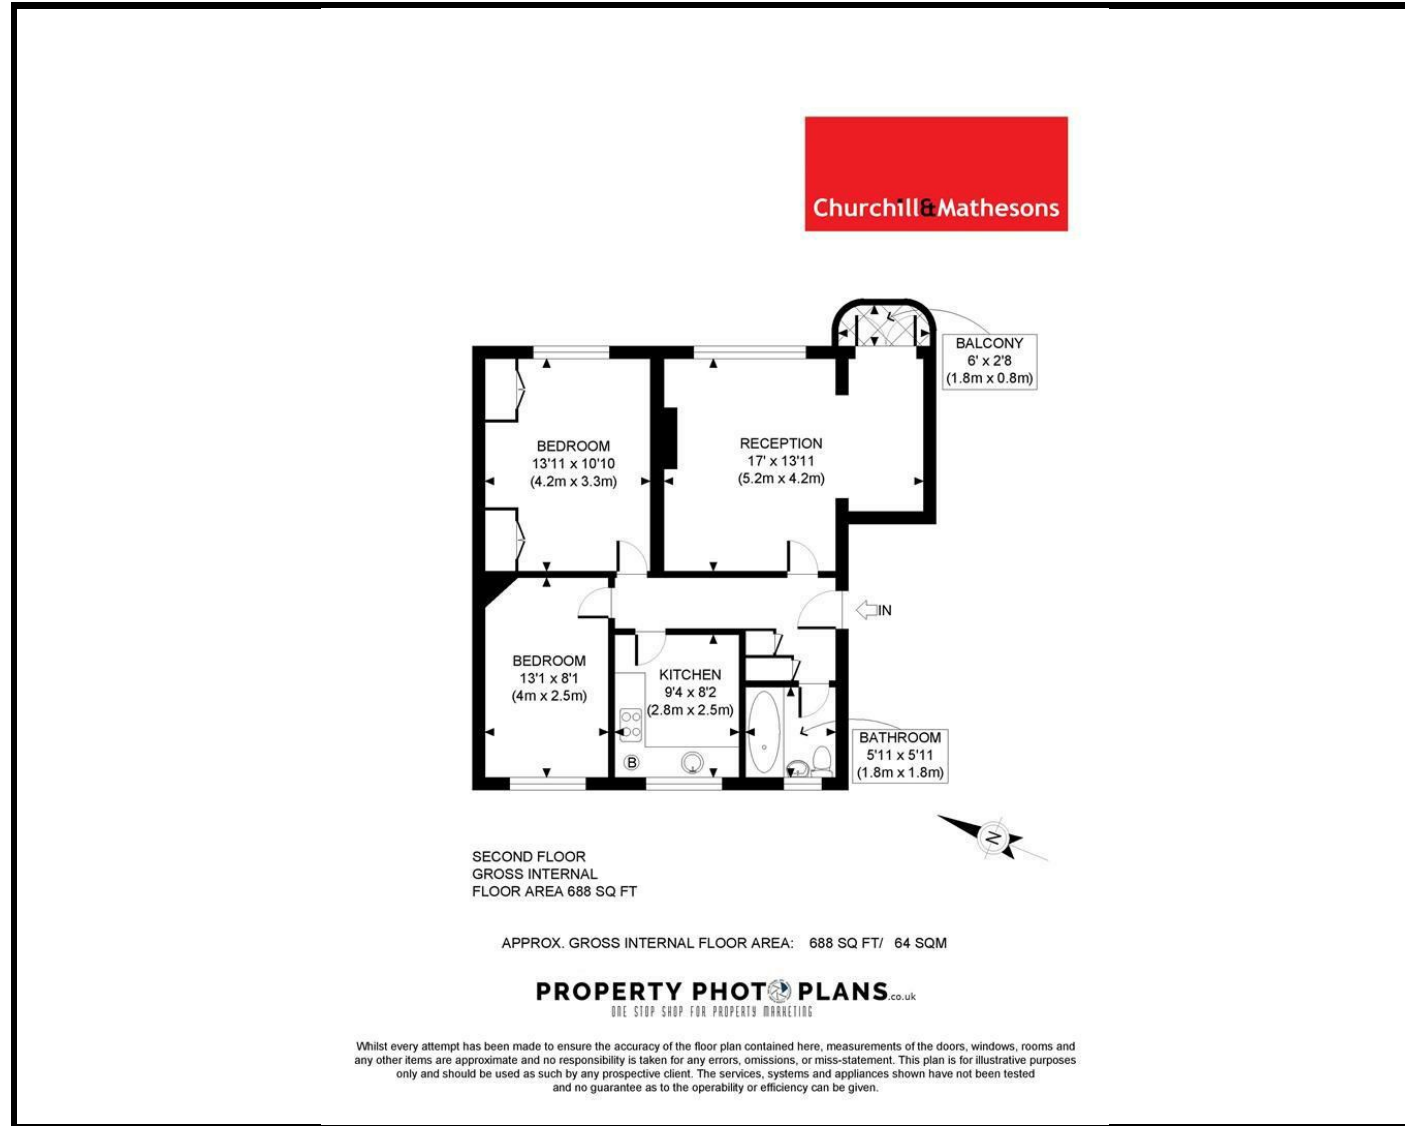 Churchill&Mathesons
BALCONY
6' x 2'8
(1.8m x 0.8m)
BEDROOM
13'11 x 10'10
(4.2m x 3.3m)
RECEPTION
17' x 13'11
(5.2m x 4.2m)
IN
BEDROOM
13'1 x 8'1
(4m x 2.5m)
KITCHEN
9'4 x 8'2
(2.8m x 2.5m)
B
BATHROOM
5'11 x 5'11
(1.8m x 1.8m)
N
SECOND FLOOR
GROSS INTERNAL
FLOOR AREA 688 SQ FT
APPROX. GROSS INTERNAL FLOOR AREA: 688 SQ FT/ 64 SQM
PROPERTY PHOTO PLANS.co.uk
ONE STOP SHOP FOR PROPERTY MARKETING
Whilst every attempt has been made to ensure the accuracy of the floor plan contained here, measurements of the doors, windows, rooms and
any other items are approximate and no responsibility is taken for any errors, omissions, or miss-statement. This plan is for illustrative purposes
only and should be used as such by any prospective client. The services, systems and appliances shown have not been tested
and no guarantee as to the operability or efficiency can be given.